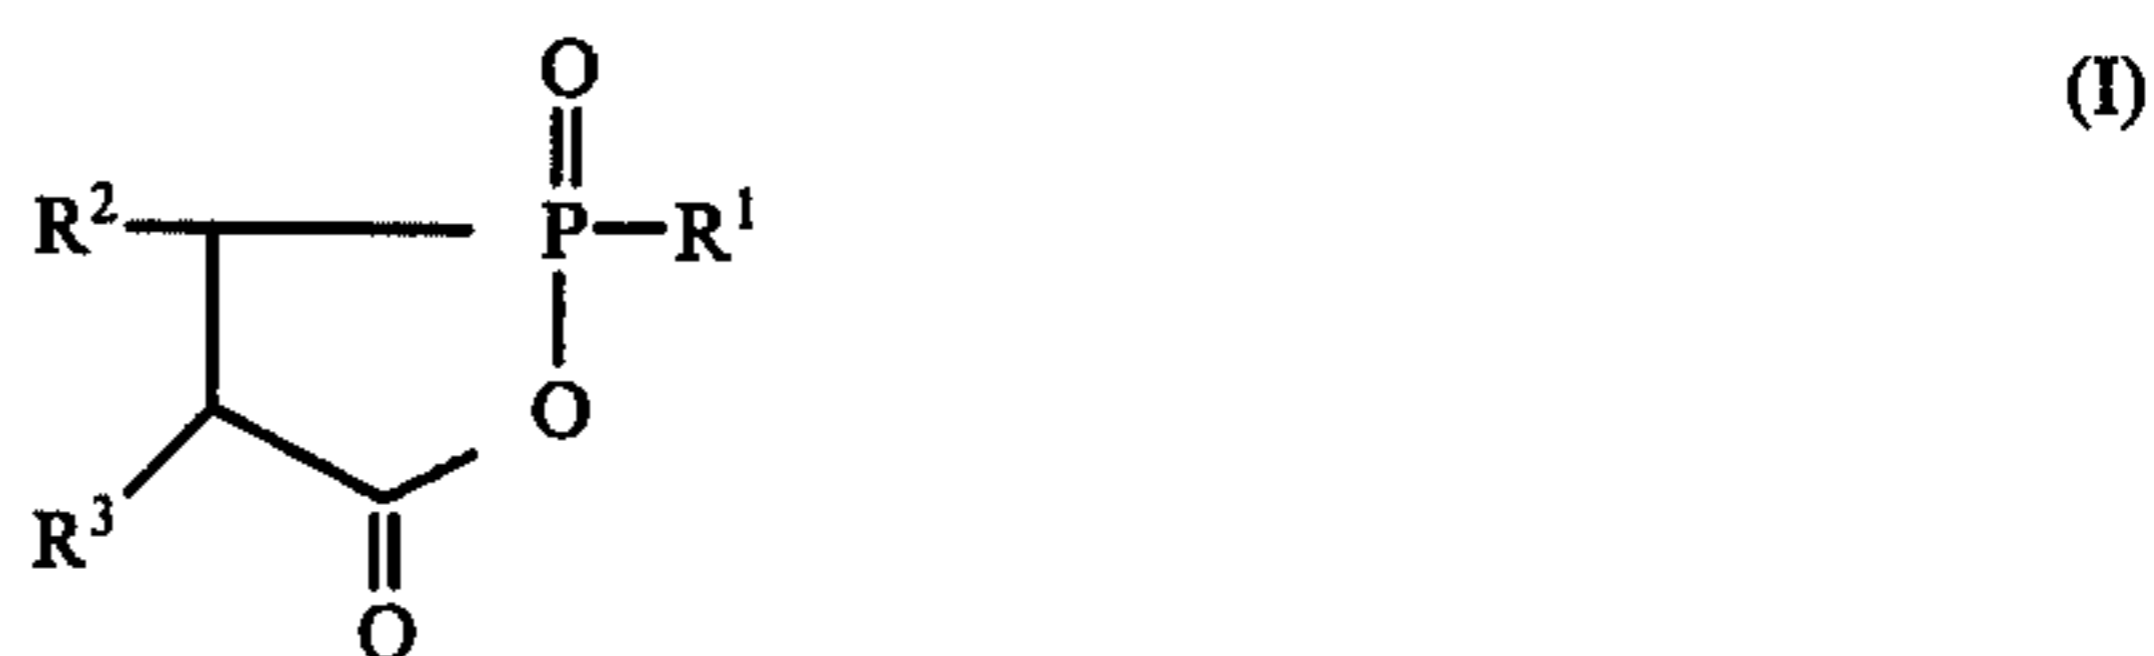 O (I)
R² P R¹
O
R³
O